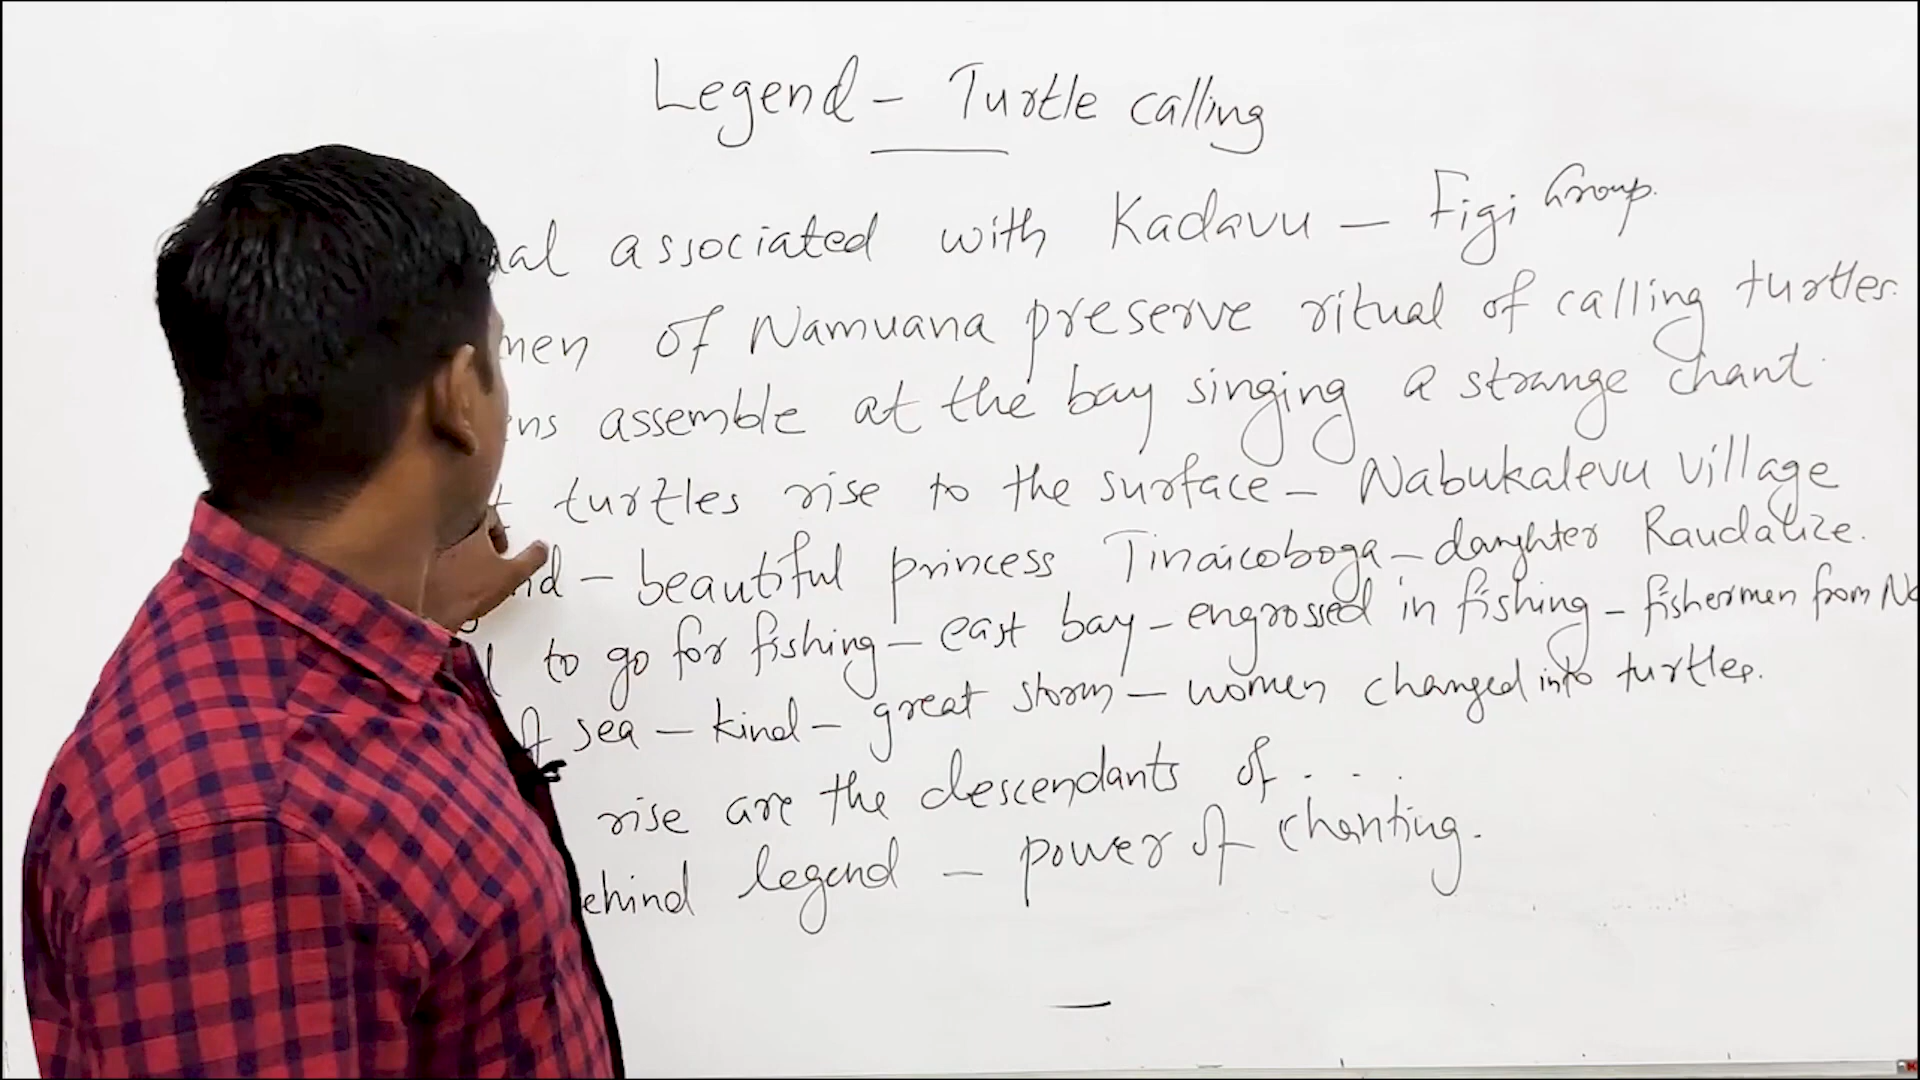 Legend - Turtle calling
associated with Kadavu - Figi Group.
of Namuana preserve ritual of calling turtles.
assemble at the bay singing a strange chant
turtles rise to the surface - Nabukalevu village
- beautiful princess Tinaicoboga - daughter Raudalice.
to go for fishing - east bay - engrossed in fishing - fishermen from
sea - kind - great storm - women changed into turtles.
rise are the descendants of . . .
legend - power of chanting.